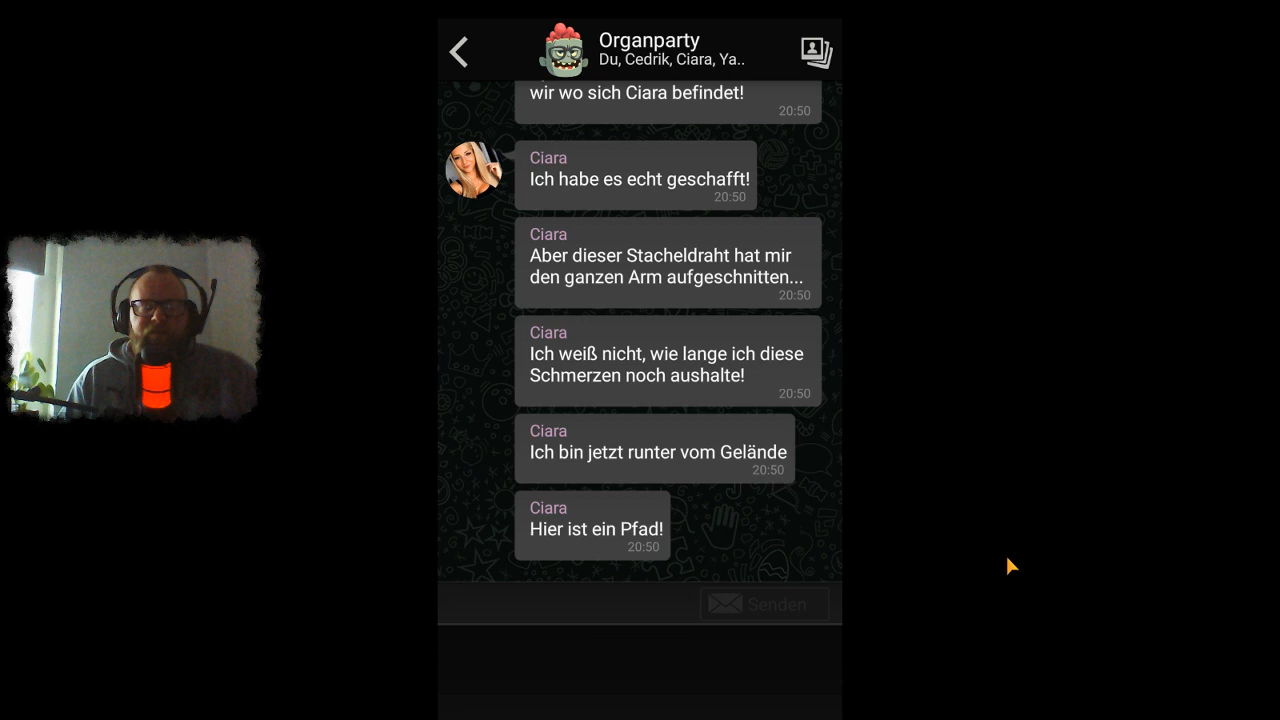 Organparty
Du, Cedrik, Ciara, Ya..
wir wo sich Ciara befindet!
20:50
Ciara
Ich habe es echt geschafft!
20:50
Ciara
Aber dieser Stacheldraht hat mir
den ganzen Arm aufgeschnitten...
20:50
Ciara
Ich weiß nicht, wie lange ich diese
Schmerzen noch aushalte!
20:50
Ciara
Ich bin jetzt runter vom Gelände
20:50
Ciara
Hier ist ein Pfad!
20:50
Senden